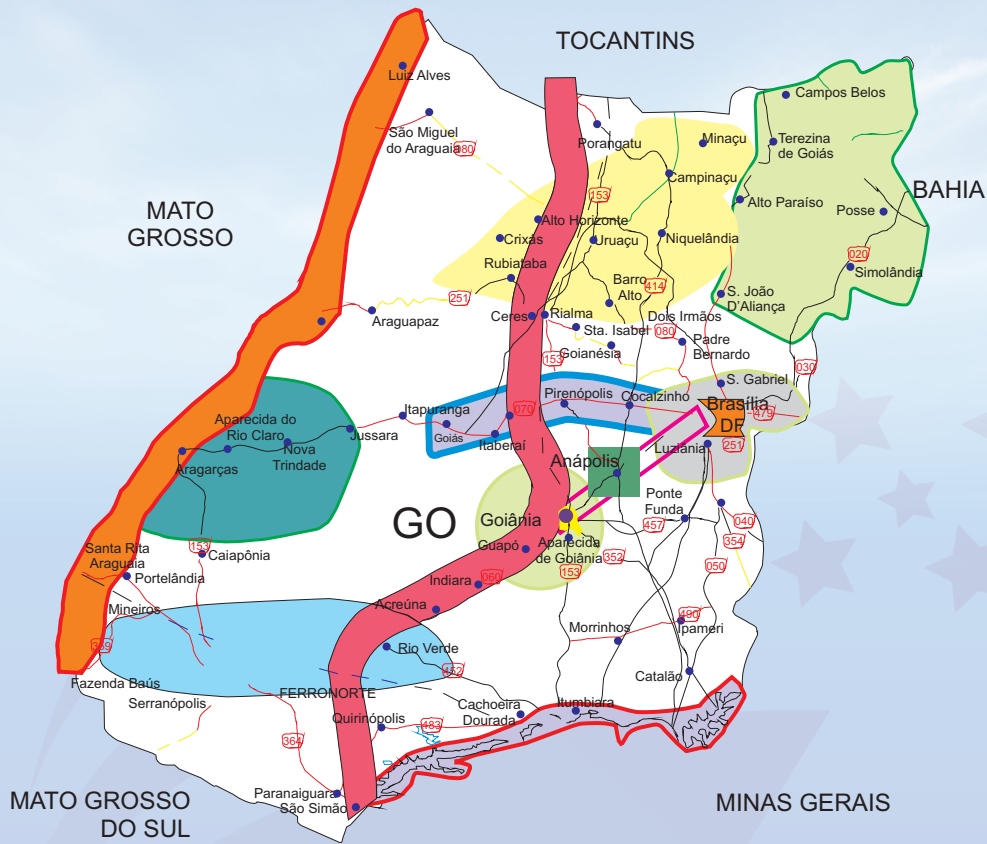 TOCANTINS
Luiz Alves
Campos Belos
São Miguel
do Araguaia
080
Porangatu
Minaçu
Terezina
de Goiás
Campinaçu
BAHIA
153
Alto Paraíso
Posse
MATO
GROSSO
Alto Horizonte
Crixás
Uruaçu
Niquelândia
020
Simolândia
Rubiataba
Barro
Alto
414
S. João
D'Aliança
251
Araguapaz
Ceres
Rialma
Sta. Isabel
Dois Irmãos
080
Padre
Bernardo
153
Goianésia
030
S. Gabriel
Pirenópolis
Cocalzinho
Brasília
DF
479
Itapuranga
070
Goiás
Itaberaí
Aparecida do
Rio Claro
Nova
Trindade
Jussara
Aragarças
Luziânia
251
Anápolis
Ponte
Funda
GO
Goiânia
457
040
354
Guapó
Aparecida
de Goiânia
352
050
153
153
Caiapônia
Santa Rita
Araguaia
Portelândia
Indiara
060
Mineiros
Acreúna
490
Ipameri
Morrinhos
Rio Verde
452
Catalão
Fazenda Baús
Serranópolis
FERRONORTE
Cachoeira
Dourada
Itumbiara
Quirinópolis
483
364
Paranaiguara
São Simão
MATO GROSSO
DO SUL
MINAS GERAIS